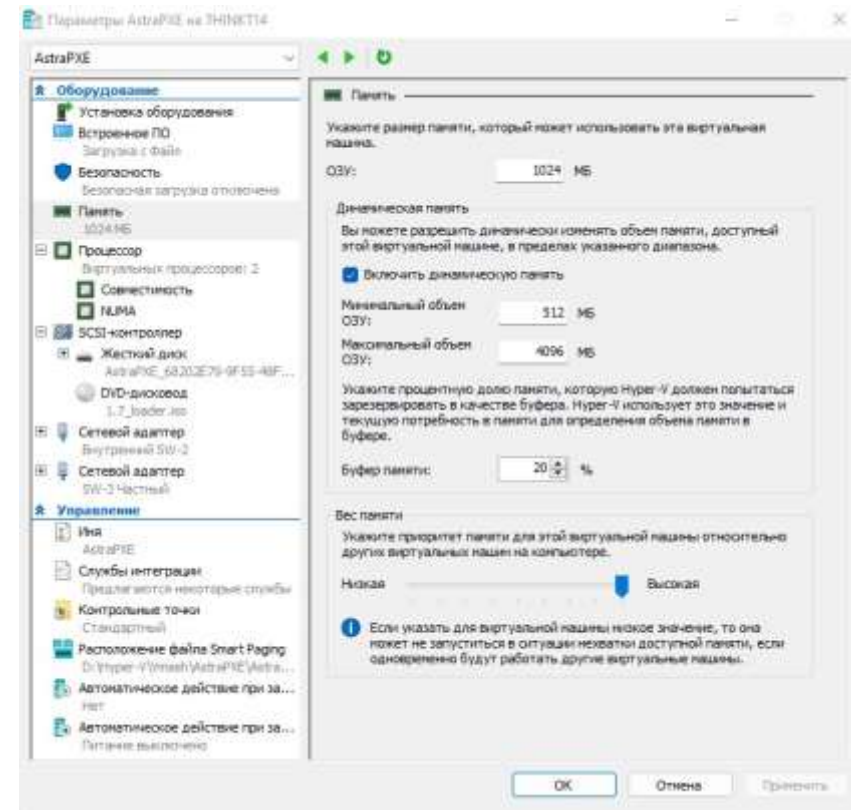 Параметры AstraPXE на THINKT14
AstraPXE
Оборудование
Установка оборудования
Встроенное ПО
Загрузка с Файл
Безопасность
Безопасная загрузка отключена
Память
1024 МБ
Процессор
Виртуальных процессоров: 2
Совместимость
NUMA
SCSI-контроллер
Жесткий диск
DVD-дисковод
1.7_loader.iso
Сетевой адаптер
Внутренний SW-2
Сетевой адаптер
SW-3 Частный
Управление
Имя
AstraPXE
Службы интеграции
Предлагаются некоторые службы
Контрольные точки
Стандартный
Расположение файла Smart Paging
Автоматическое действие при за...
Нет
Автоматическое действие при за...
Питание выключено
Память
Укажите размер памяти, который может использовать эта виртуальная
машина.
ОЗУ: 1024 МБ
Динамическая память
Вы можете разрешить динамически изменять объем памяти, доступный
этой виртуальной машине, в пределах указанного диапазона.
Включить динамическую память
Минимальный объем
ОЗУ: 512 МБ
Максимальный объем
ОЗУ: 4096 МБ
Укажите процентную долю памяти, которую Hyper-V должен попытаться
зарезервировать в качестве буфера. Hyper-V использует это значение и
текущую потребность в памяти для определения объема памяти в
буфере.
Буфер памяти: 20 %
Вес памяти
Укажите приоритет памяти для этой виртуальной машины относительно
других виртуальных машин на компьютере.
Низкая Высокая
Если указать для виртуальной машины низкое значение, то она
может не запуститься в ситуации нехватки доступной памяти, если
одновременно будут работать другие виртуальные машины.
OK Отмена Применить